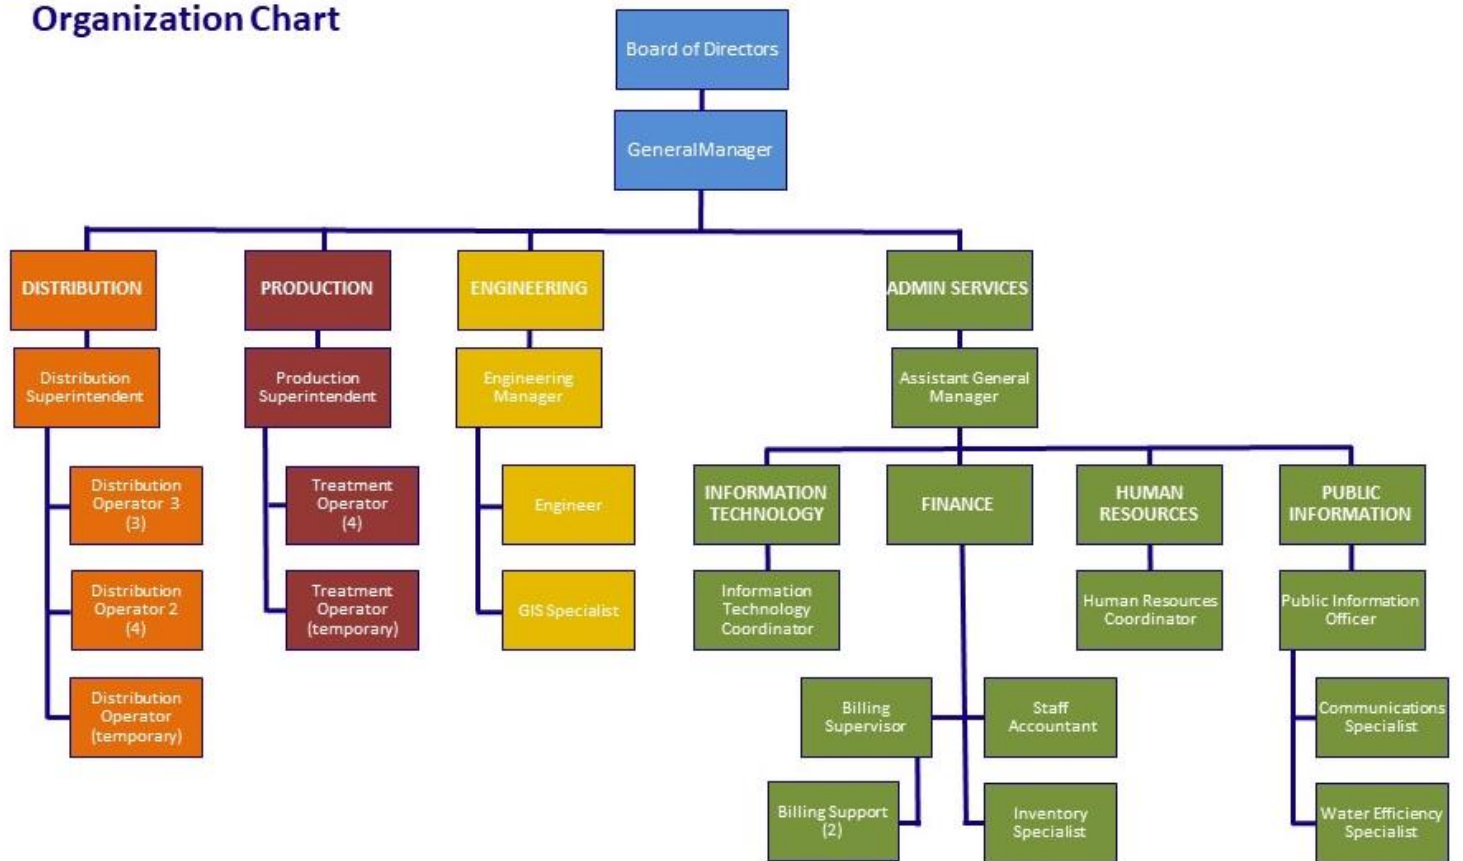 Organization Chart
Board of Directors
General Manager
DISTRIBUTION
PRODUCTION
ENGINEERING
ADMIN SERVICES
Distribution
Superintendent
Production
Superintendent
Engineering
Manager
Assistant General
Manager
Distribution
Operator 3
(3)
Treatment
Operator
(4)
Engineer
INFORMATION
TECHNOLOGY
FINANCE
HUMAN
RESOURCES
PUBLIC
INFORMATION
Distribution
Operator 2
(4)
Treatment
Operator
(temporary)
GIS Specialist
Information
Technology
Coordinator
Human Resources
Coordinator
Public Information
Officer
Distribution
Operator
(temporary)
Billing
Supervisor
Staff
Accountant
Communications
Specialist
Billing Support
(2)
Inventory
Specialist
Water Efficiency
Specialist